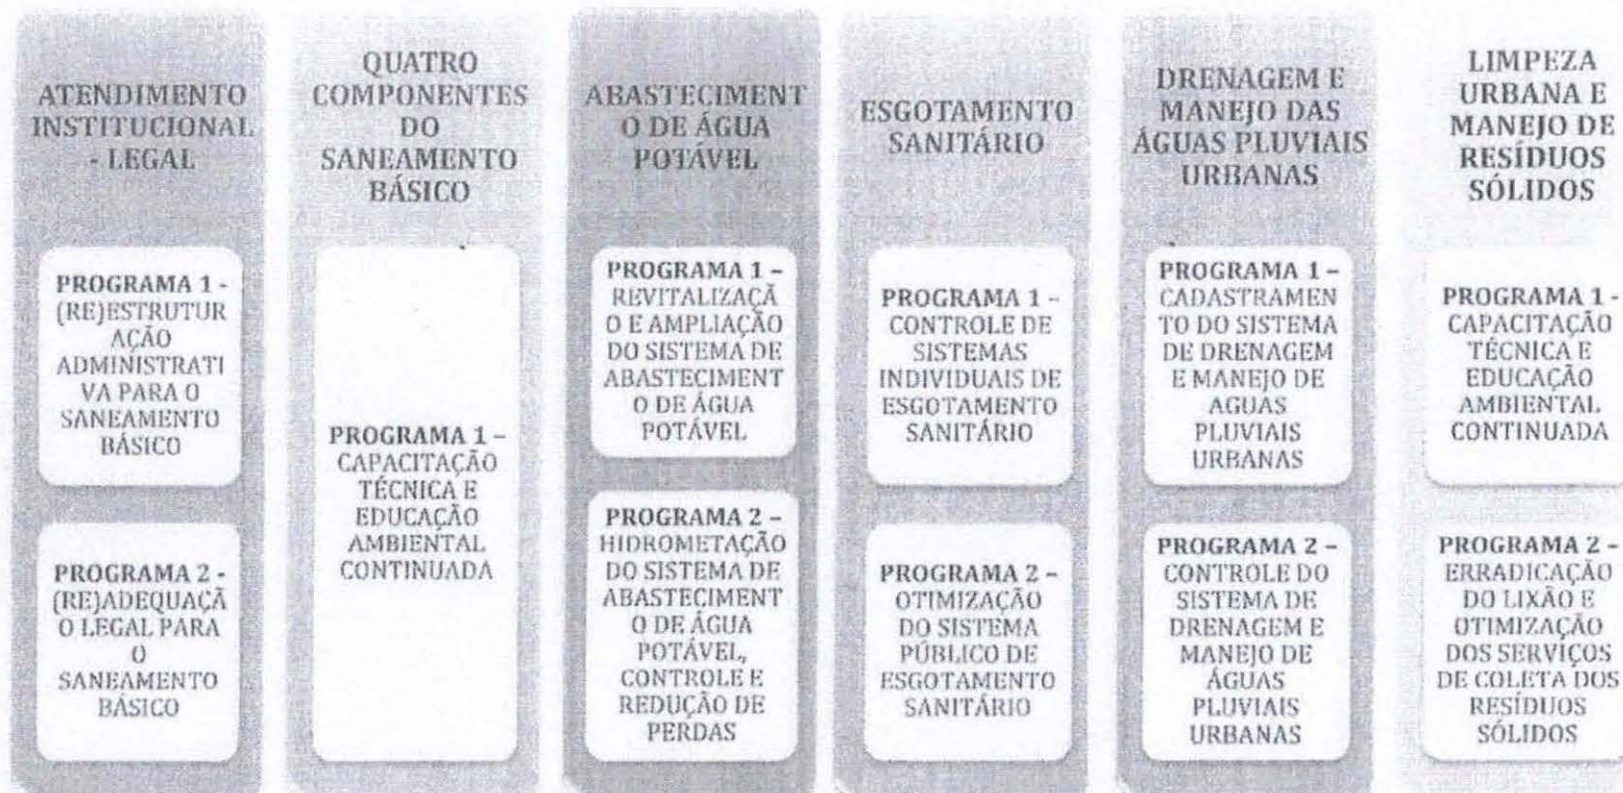 ATENDIMENTO
INSTITUCIONAL
- LEGAL
PROGRAMA 1 -
(RE)ESTRUTUR
AÇÃO
ADMINISTRATI
VA PARA O
SANEAMENTO
BÁSICO
PROGRAMA 2 -
(RE)ADEQUAÇÃ
O LEGAL PARA
O
SANEAMENTO
BÁSICO
QUATRO
COMPONENTES
DO
SANEAMENTO
BÁSICO
PROGRAMA 1 –
CAPACITAÇÃO
TÉCNICA E
EDUCAÇÃO
AMBIENTAL
CONTINUADA
ABASTECIMENT
O DE ÁGUA
POTÁVEL
PROGRAMA 1 –
REVITALIZAÇÃ
O E AMPLIAÇÃO
DO SISTEMA DE
ABASTECIMENT
O DE ÁGUA
POTÁVEL
PROGRAMA 2 –
HIDROMETAÇÃO
DO SISTEMA DE
ABASTECIMENT
O DE ÁGUA
POTÁVEL,
CONTROLE E
REDUÇÃO DE
PERDAS
ESGOTAMENTO
SANITÁRIO
PROGRAMA 1 –
CONTROLE DE
SISTEMAS
INDIVIDUAIS DE
ESGOTAMENTO
SANITÁRIO
PROGRAMA 2 –
OTIMIZAÇÃO
DO SISTEMA
PÚBLICO DE
ESGOTAMENTO
SANITÁRIO
DRENAGEM E
MANEJO DAS
ÁGUAS PLUVIAIS
URBANAS
PROGRAMA 1 –
CADASTRAMEN
TO DO SISTEMA
DE DRENAGEM
E MANEJO DE
AGUAS
PLUVIAIS
URBANAS
PROGRAMA 2 –
CONTROLE DO
SISTEMA DE
DRENAGEM E
MANEJO DE
ÁGUAS
PLUVIAIS
URBANAS
LIMPEZA
URBANA E
MANEJO DE
RESÍDUOS
SÓLIDOS
PROGRAMA 1 -
CAPACITAÇÃO
TÉCNICA E
EDUCAÇÃO
AMBIENTAL
CONTINUADA
PROGRAMA 2 –
ERRADICAÇÃO
DO LIXÃO E
OTIMIZAÇÃO
DOS SERVIÇOS
DE COLETA DOS
RESÍDUOS
SÓLIDOS